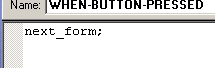 Name: WHEN-BUTTON-PRESSED
next_form;